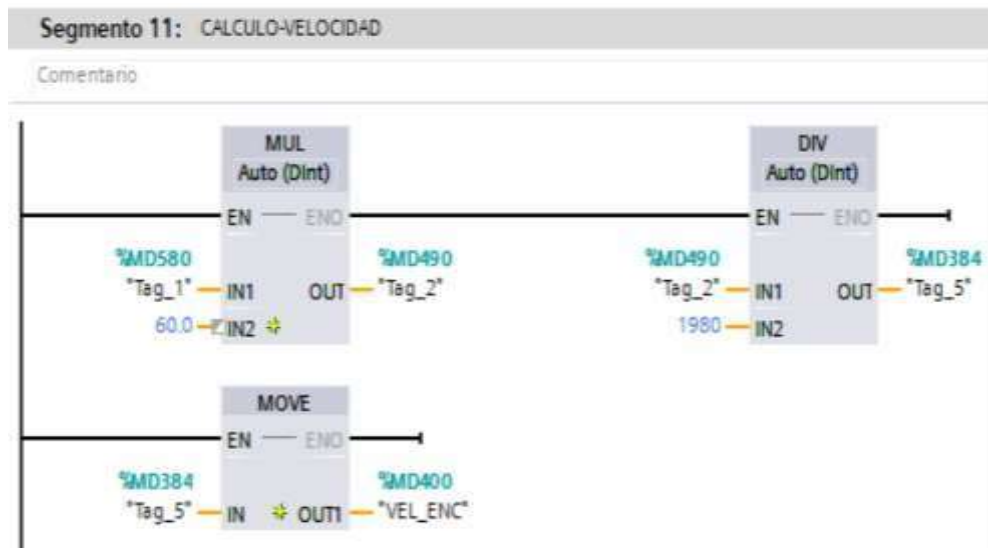 Segmento 11: CALCULO-VELOCIDAD
Comentario
MUL
Auto (DInt)
EN ENO
%MD580
"Tag_1" IN1
60.0 IN2
%MD490
OUT "Tag_2"
DIV
Auto (DInt)
EN ENO
%MD490
"Tag_2" IN1
1980 IN2
%MD384
OUT "Tag_5"
MOVE
EN ENO
%MD384
"Tag_5" IN
%MD400
OUT1 "VEL_ENC"